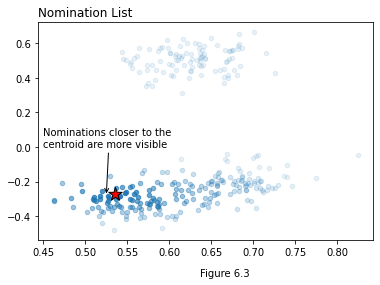 Nomination List
0.6
0.4
0.2
0.0
−0.2
−0.4
Nominations closer to the
centroid are more visible
0.45 0.50 0.55 0.60 0.65 0.70 0.75 0.80
Figure 6.3